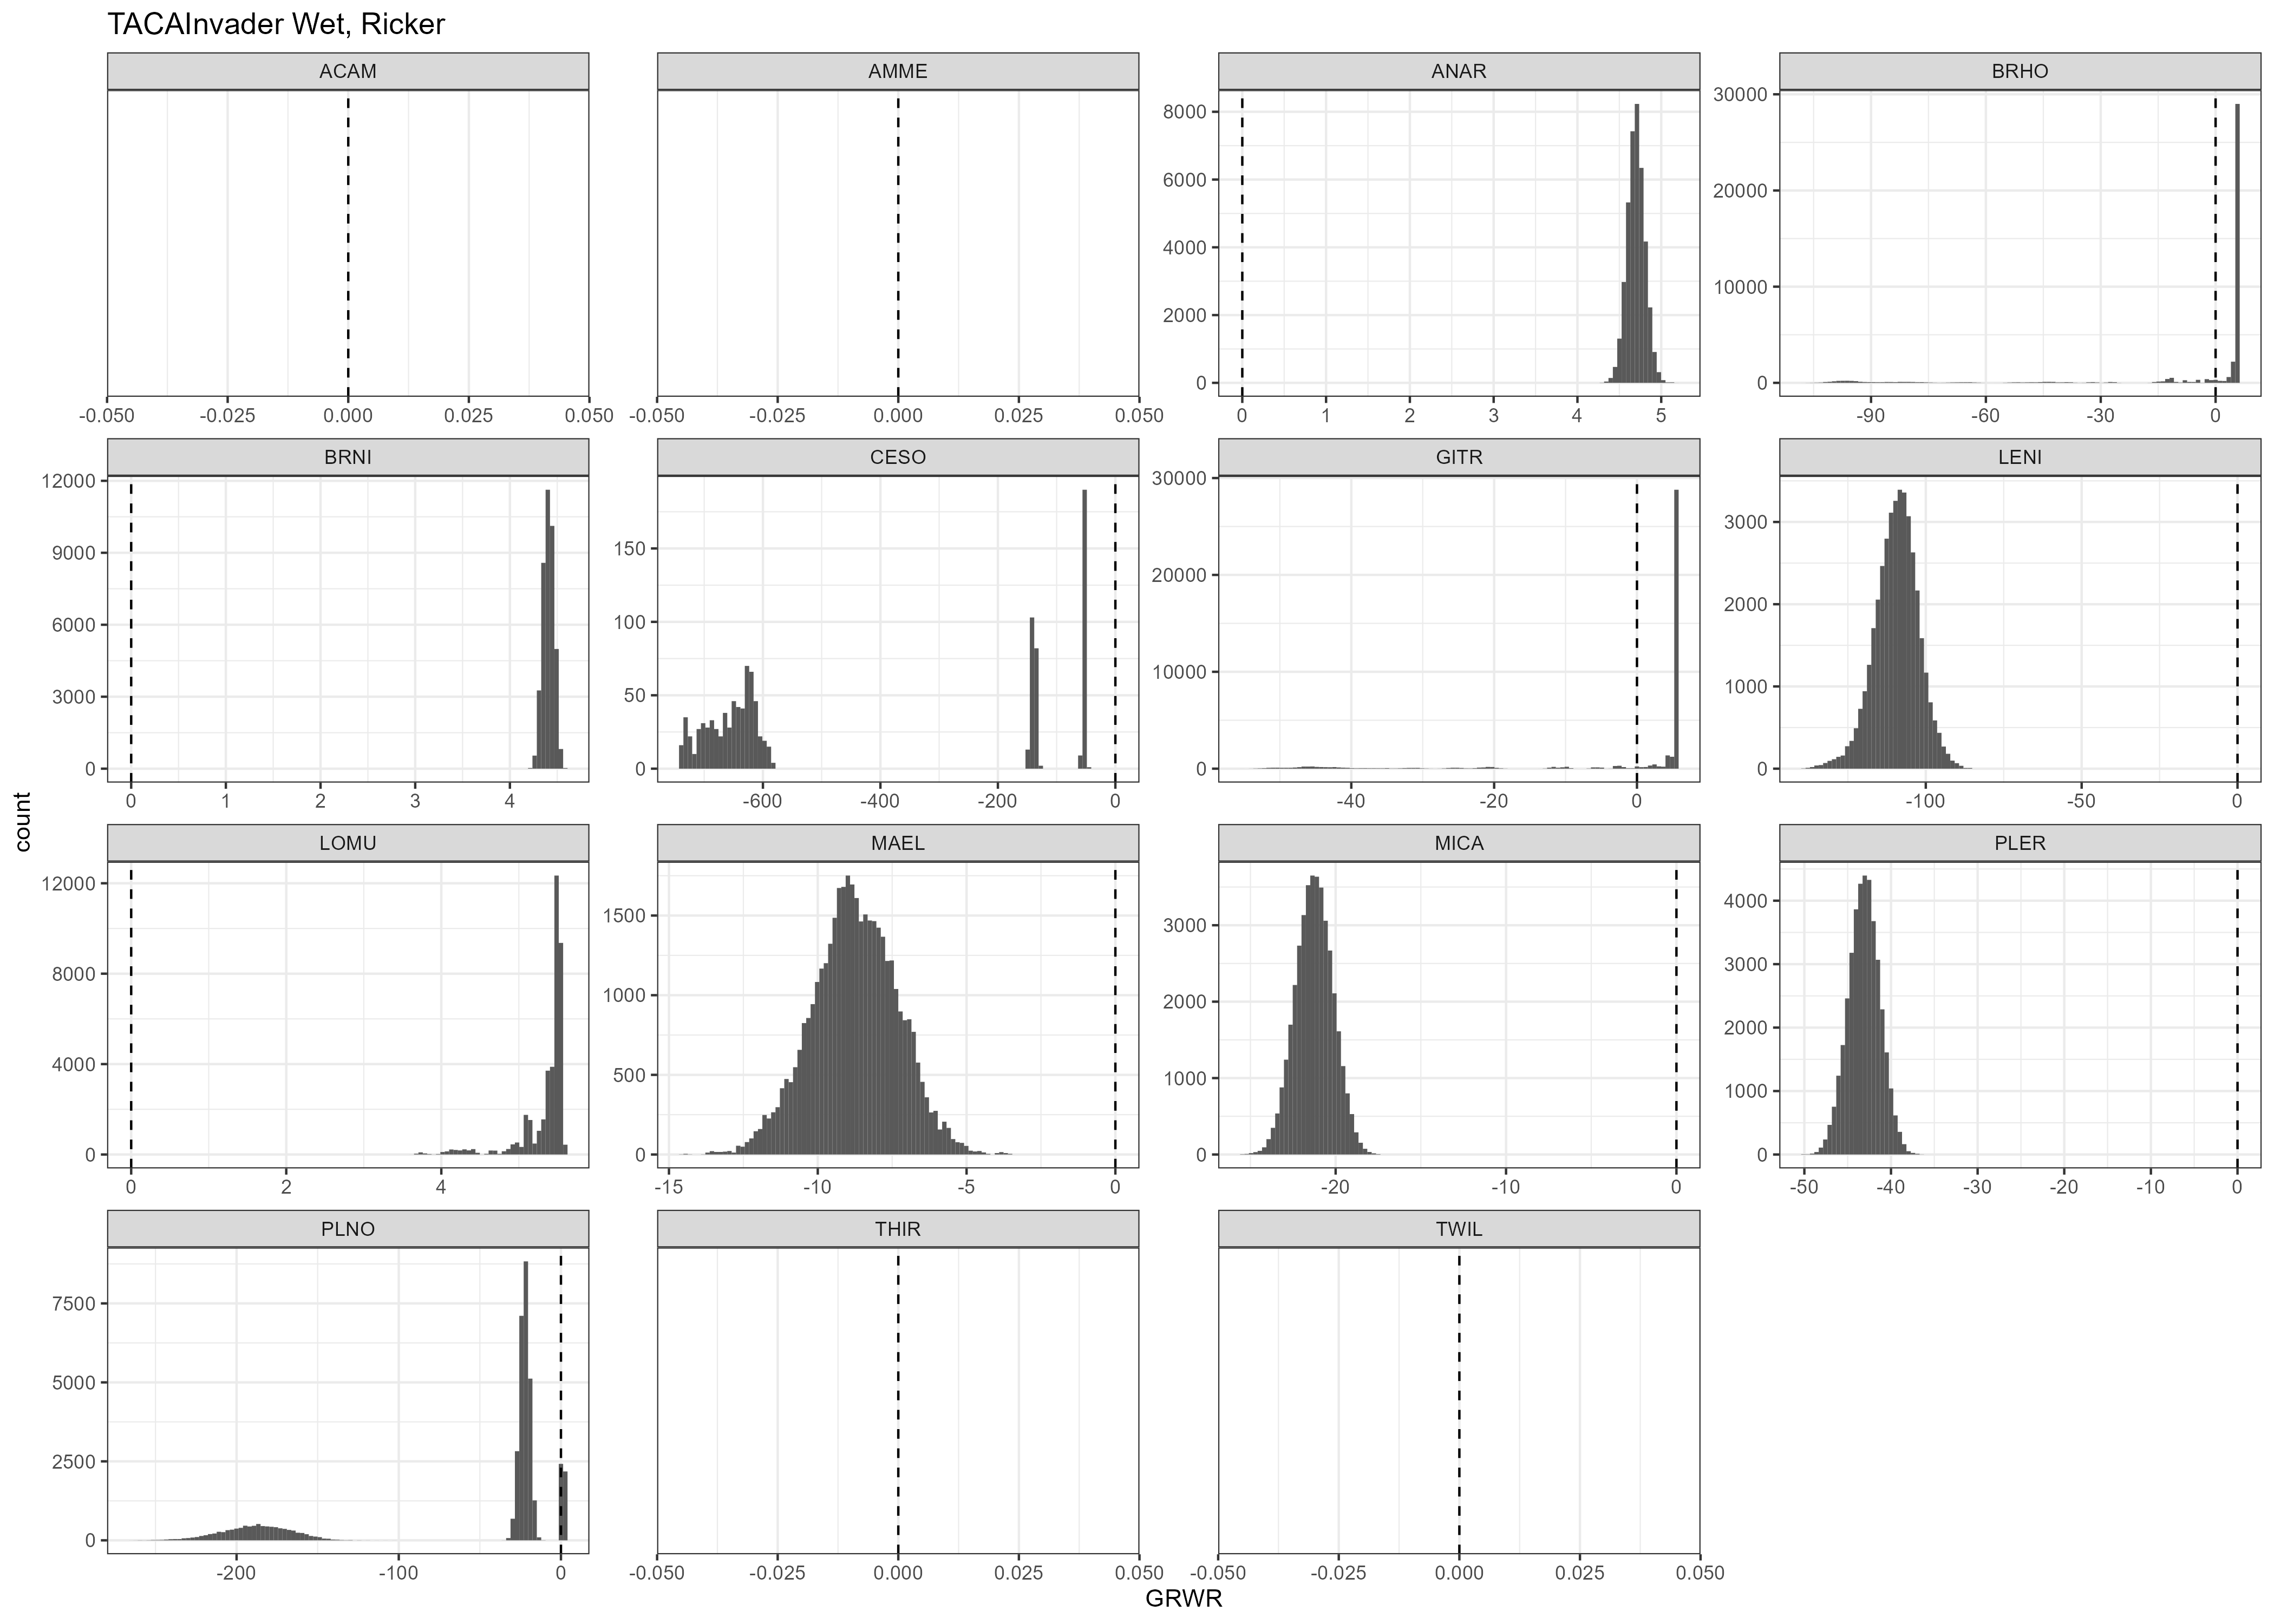 TACAInvader Wet, Ricker
ACAM AMME ANAR BRHO
8000 6000 4000 2000 0
30000 20000 10000 0
-0.050 -0.025 0.000 0.025 0.050 -0.050 -0.025 0.000 0.025 0.050 0 1 2 3 4 5 -90 -60 -30 0
BRNI CESO GITR LENI
12000 9000 6000 3000 0
150 100 50 0
30000 20000 10000 0
3000 2000 1000 0
0 1 2 3 4 -600 -400 -200 0 -40 -20 0 -100 -50 0
count
LOMU MAEL MICA PLER
12000 8000 4000 0
1500 1000 500 0
3000 2000 1000 0
4000 3000 2000 1000 0
0 2 4 -15 -10 -5 0 -20 -10 0 -50 -40 -30 -20 -10 0
PLNO THIR TWIL
7500 5000 2500 0
-200 -100 0 -0.050 -0.025 0.000 0.025 0.050 -0.050 -0.025 0.000 0.025 0.050
GRWR